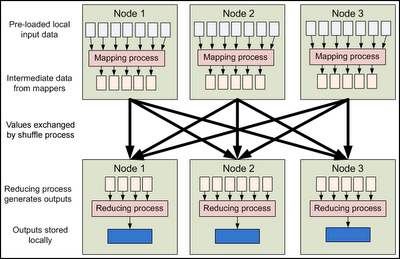 Pre-loaded local
input data
Node 1
Node 2
Node 3
Mapping process
Mapping process
Mapping process
Intermediate data
from mappers
Values exchanged
by shuffle process
Node 1
Node 2
Node 3
Reducing process
generates outputs
Reducing process
Reducing process
Reducing process
Outputs stored
locally